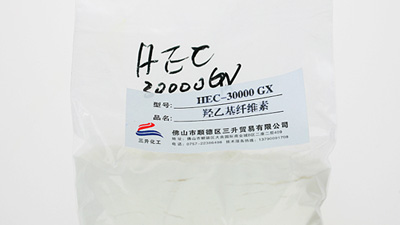 HEC
20000GN
型号: HEC-30000 GX
品名: 羟乙基纤维素
三升化工
佛山市顺德区三升贸易有限公司